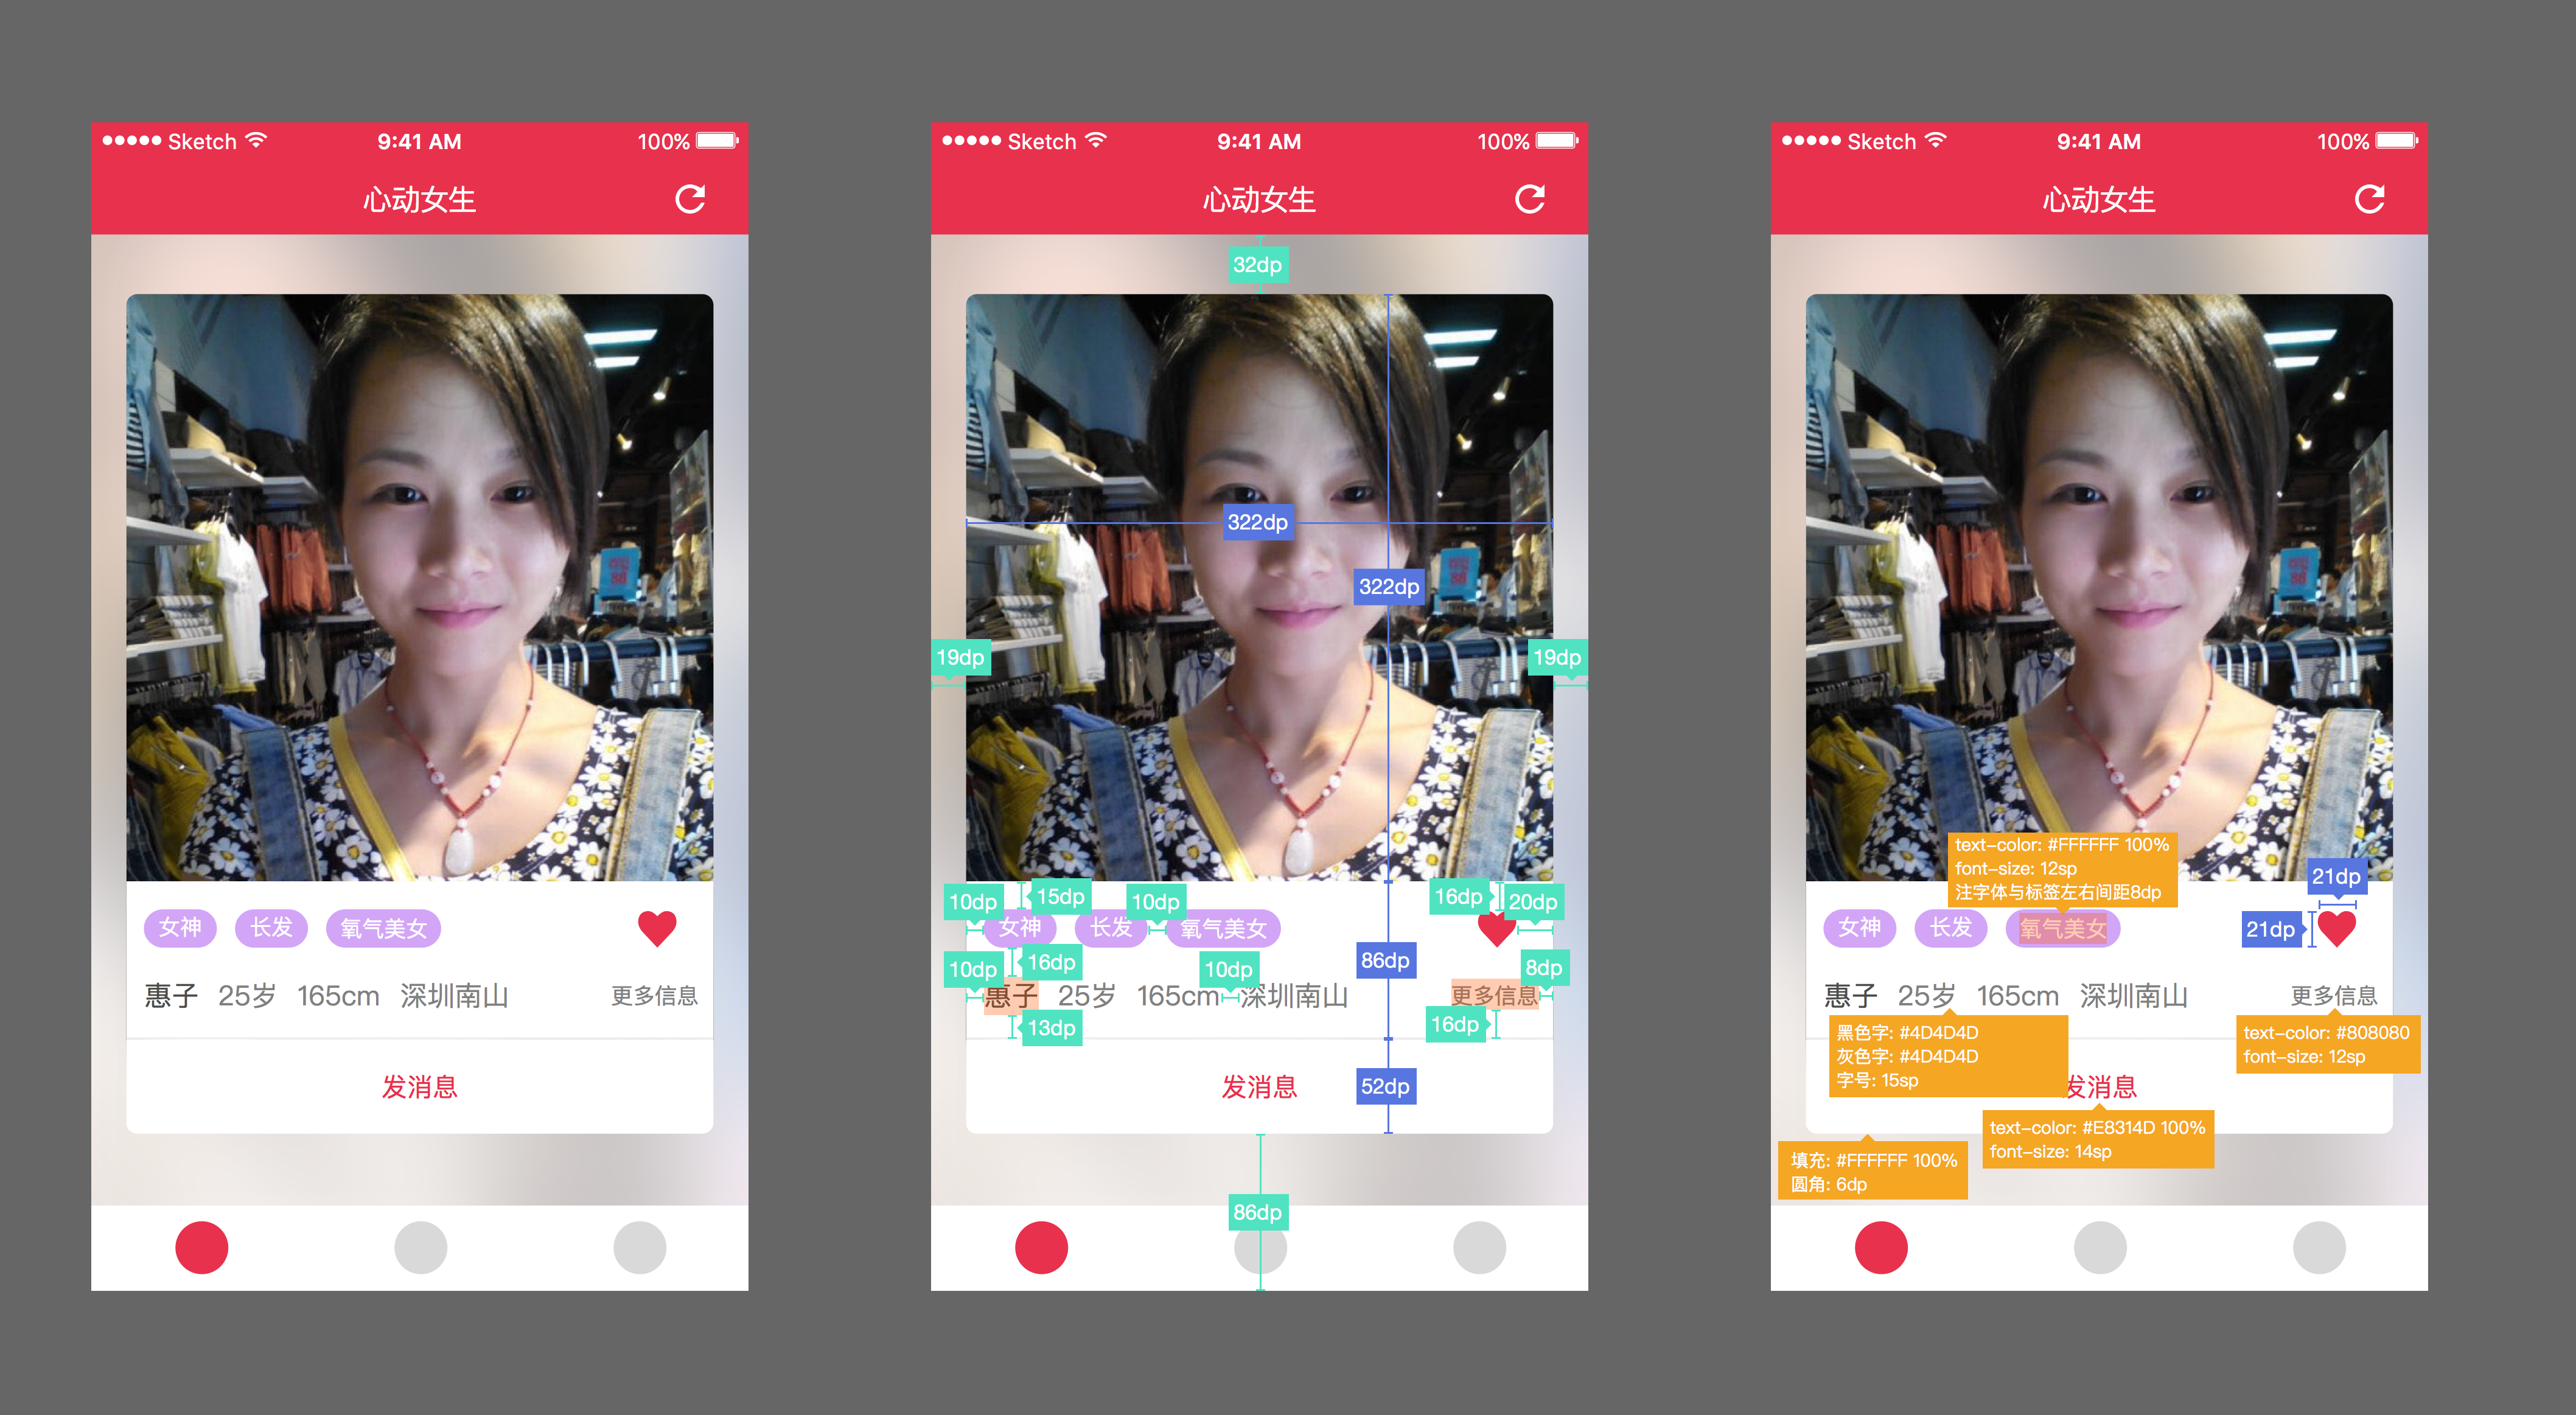 Sketch 9:41 AM 100%
心动女生
女神 长发 氧气美女
惠子 25岁 165cm 深圳南山 更多信息
发消息
Sketch 9:41 AM 100%
心动女生
32dp
322dp
322dp
19dp 19dp
10dp 15dp 10dp 16dp 20dp
女神 长发 氧气美女
86dp
10dp 16dp 10dp 8dp
惠子 25岁 165cm 深圳南山 更多信息
13dp 16dp
发消息 52dp
86dp
Sketch 9:41 AM 100%
心动女生
text-color: #FFFFFF 100%
font-size: 12sp
注字体与标签左右间距8dp
21dp
女神 长发 氧气美女 21dp
惠子 25岁 165cm 深圳南山 更多信息
黑色字: #4D4D4D
灰色字: #4D4D4D
字号: 15sp
text-color: #808080
font-size: 12sp
发消息
text-color: #E8314D 100%
font-size: 14sp
填充: #FFFFFF 100%
圆角: 6dp